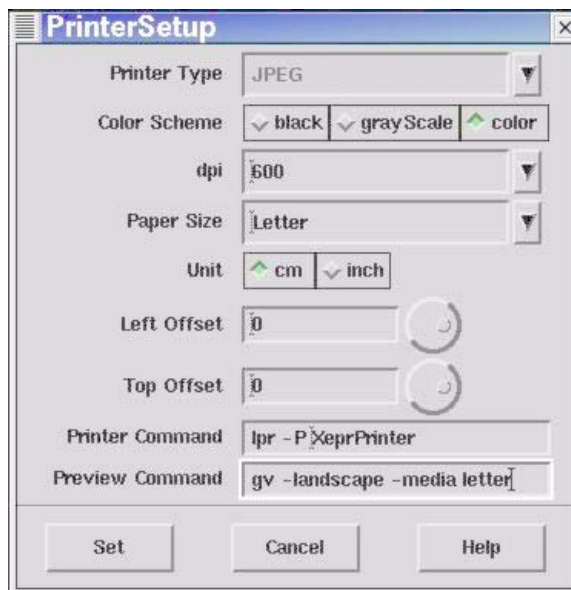 PrinterSetup
Printer Type JPEG
Color Scheme black grayScale color
dpi 600
Paper Size Letter
Unit cm inch
Left Offset 0
Top Offset 0
Printer Command lpr -P XeprPrinter
Preview Command gv -landscape -media letter
Set Cancel Help